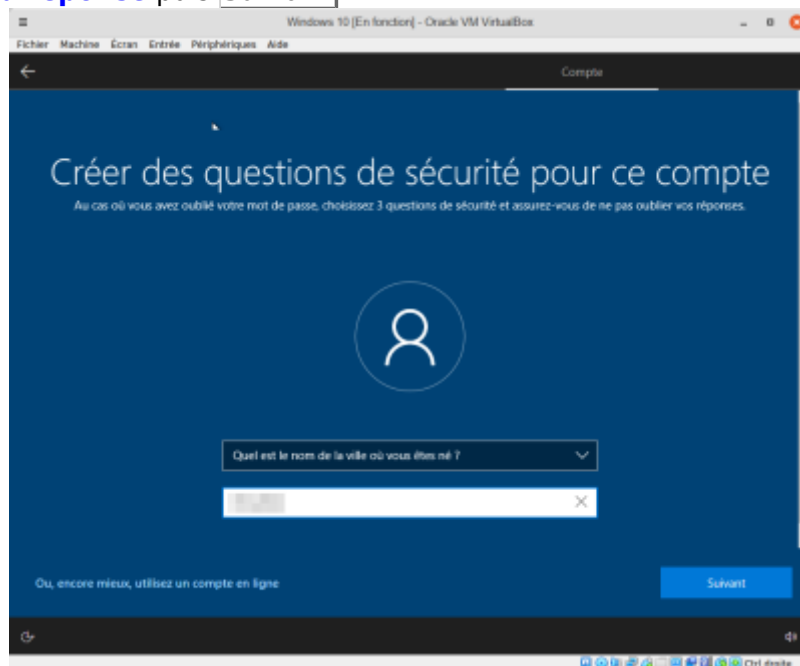 réponse puis Suivant
Windows 10 [En fonction] - Oracle VM VirtualBox
Fichier Machine Écran Entrée Périphériques Aide
Compte
Créer des questions de sécurité pour ce compte
Au cas où vous avez oublié votre mot de passe, choisissez 3 questions de sécurité et assurez-vous de ne pas oublier vos réponses.
Quel est le nom de la ville où vous êtes né ?
Ou, encore mieux, utilisez un compte en ligne
Suivant
Ctrl droite